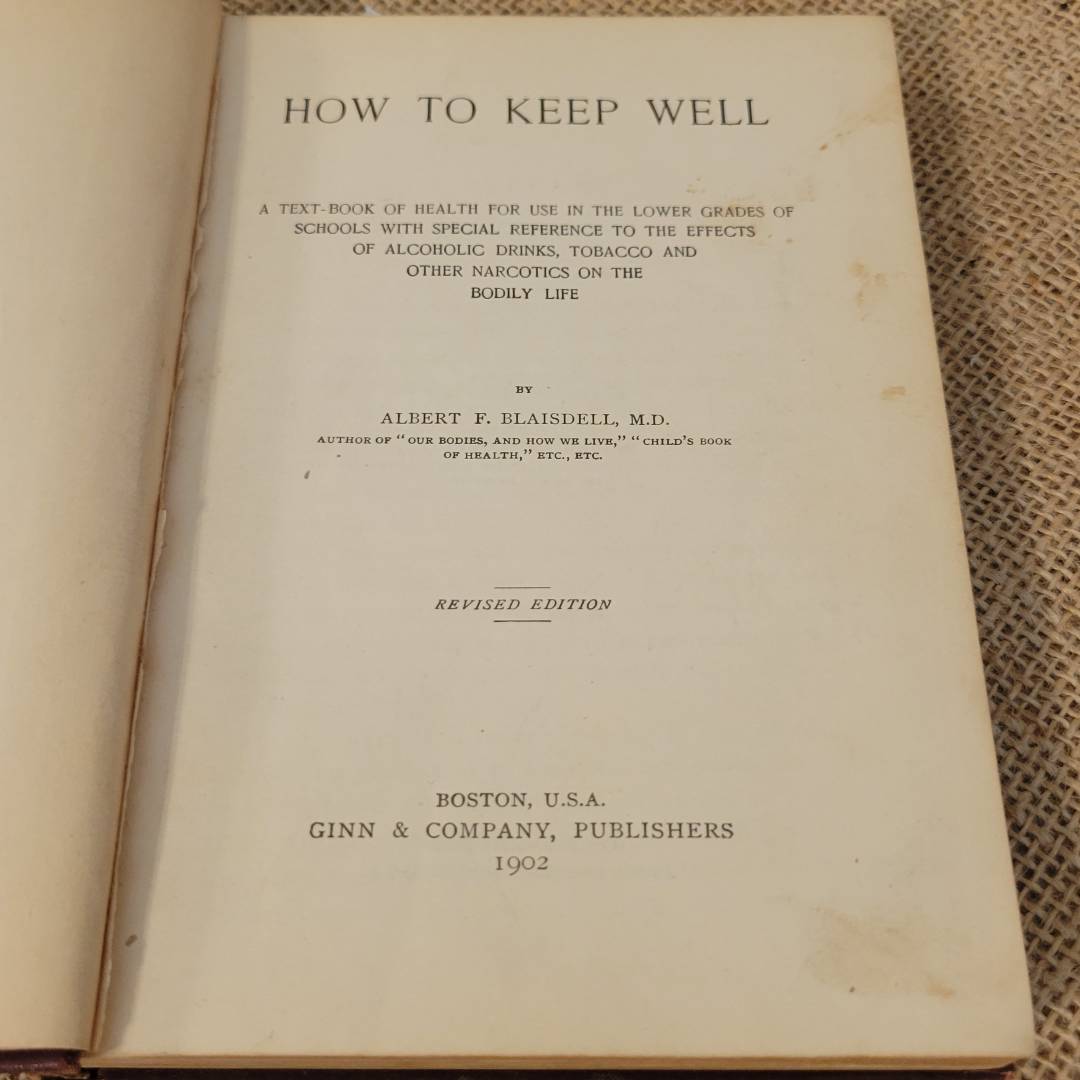 HOW TO KEEP WELL
A TEXT-BOOK OF HEALTH FOR USE IN THE LOWER GRADES OF
SCHOOLS WITH SPECIAL REFERENCE TO THE EFFECTS
OF ALCOHOLIC DRINKS, TOBACCO AND
OTHER NARCOTICS ON THE
BODILY LIFE
BY
ALBERT F. BLAISDELL, M.D.
AUTHOR OF "OUR BODIES, AND HOW WE LIVE," "CHILD'S BOOK
OF HEALTH," ETC., ETC.
REVISED EDITION
BOSTON, U.S.A.
GINN & COMPANY, PUBLISHERS
1902